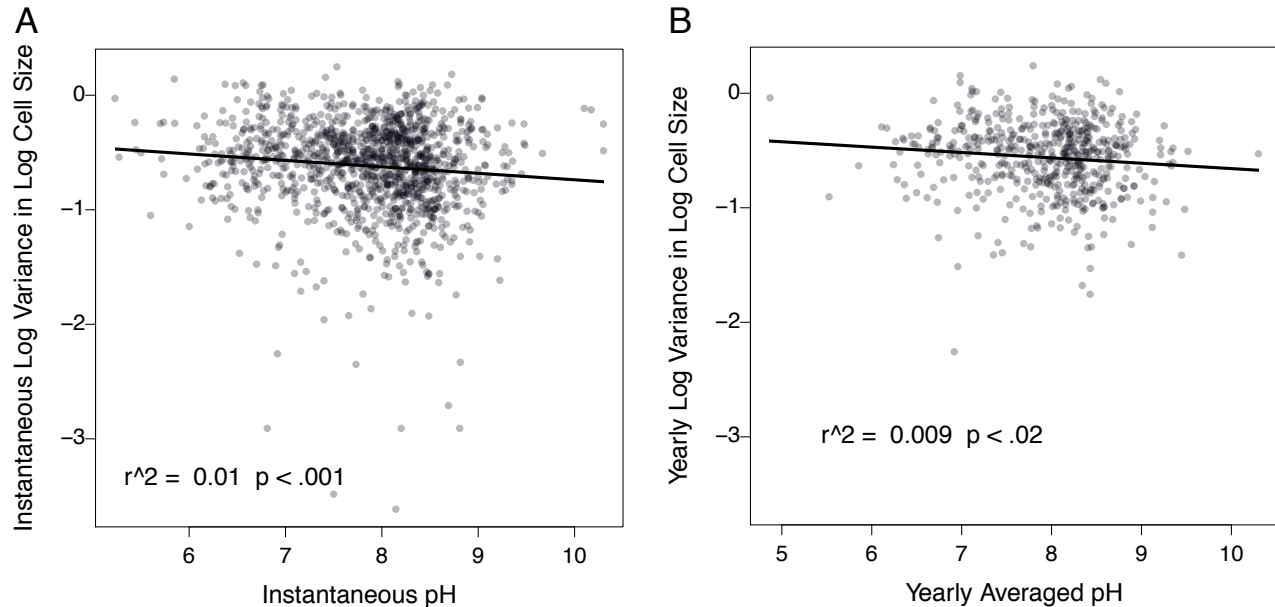 A
Instantaneous Log Variance in Log Cell Size
0
−1
−2
−3
r^2 = 0.01 p < .001
6 7 8 9 10
Instantaneous pH
B
Yearly Log Variance in Log Cell Size
0
−1
−2
−3
r^2 = 0.009 p < .02
5 6 7 8 9 10
Yearly Averaged pH